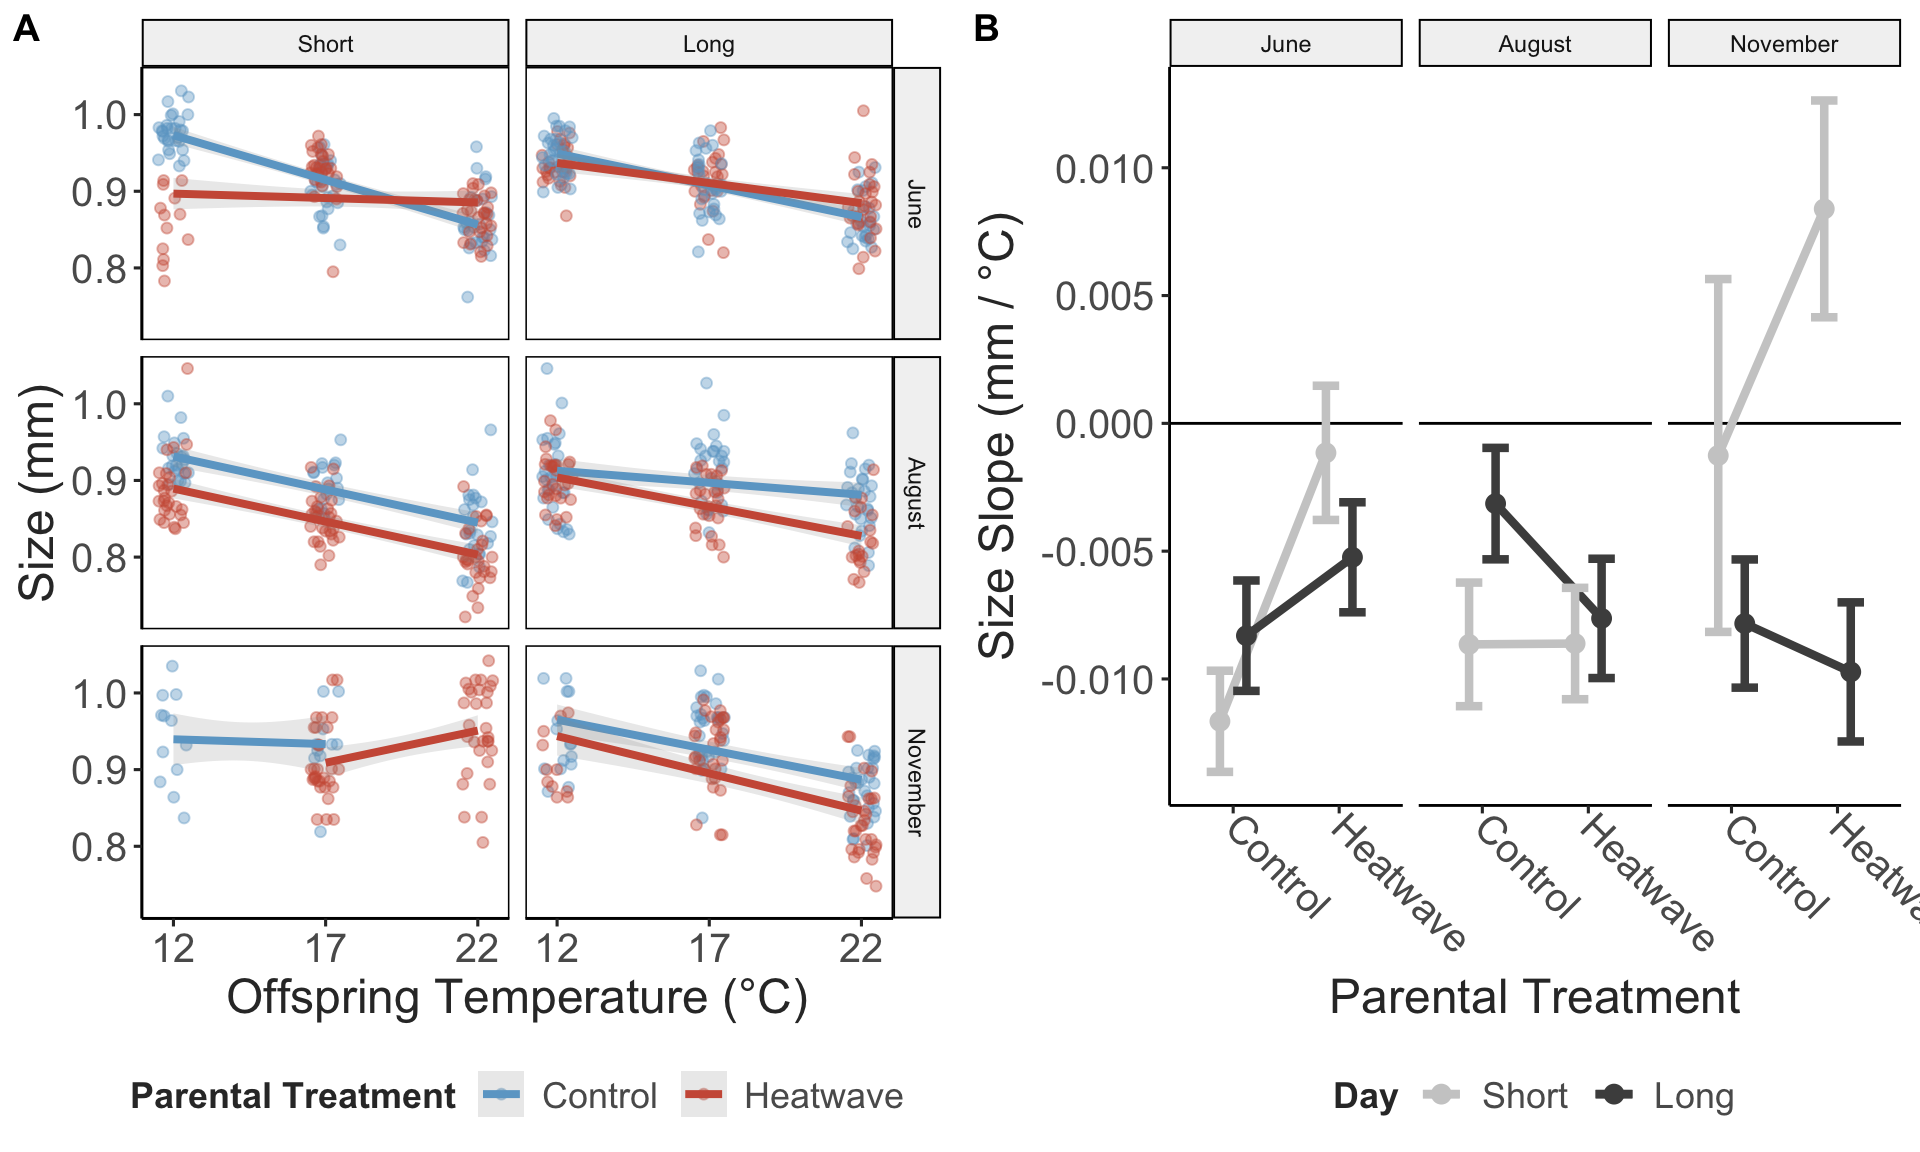 A
Short
Long
1.0
0.9
0.8
June
1.0
0.9
0.8
August
1.0
0.9
0.8
November
Size (mm)
12
17
22
12
17
22
Offspring Temperature (°C)
Parental Treatment
Control
Heatwave
B
June
August
November
0.010
0.005
0.000
-0.005
-0.010
Size Slope (mm / °C)
Control
Heatwave
Control
Heatwave
Control
Heatwa
Parental Treatment
Day
Short
Long